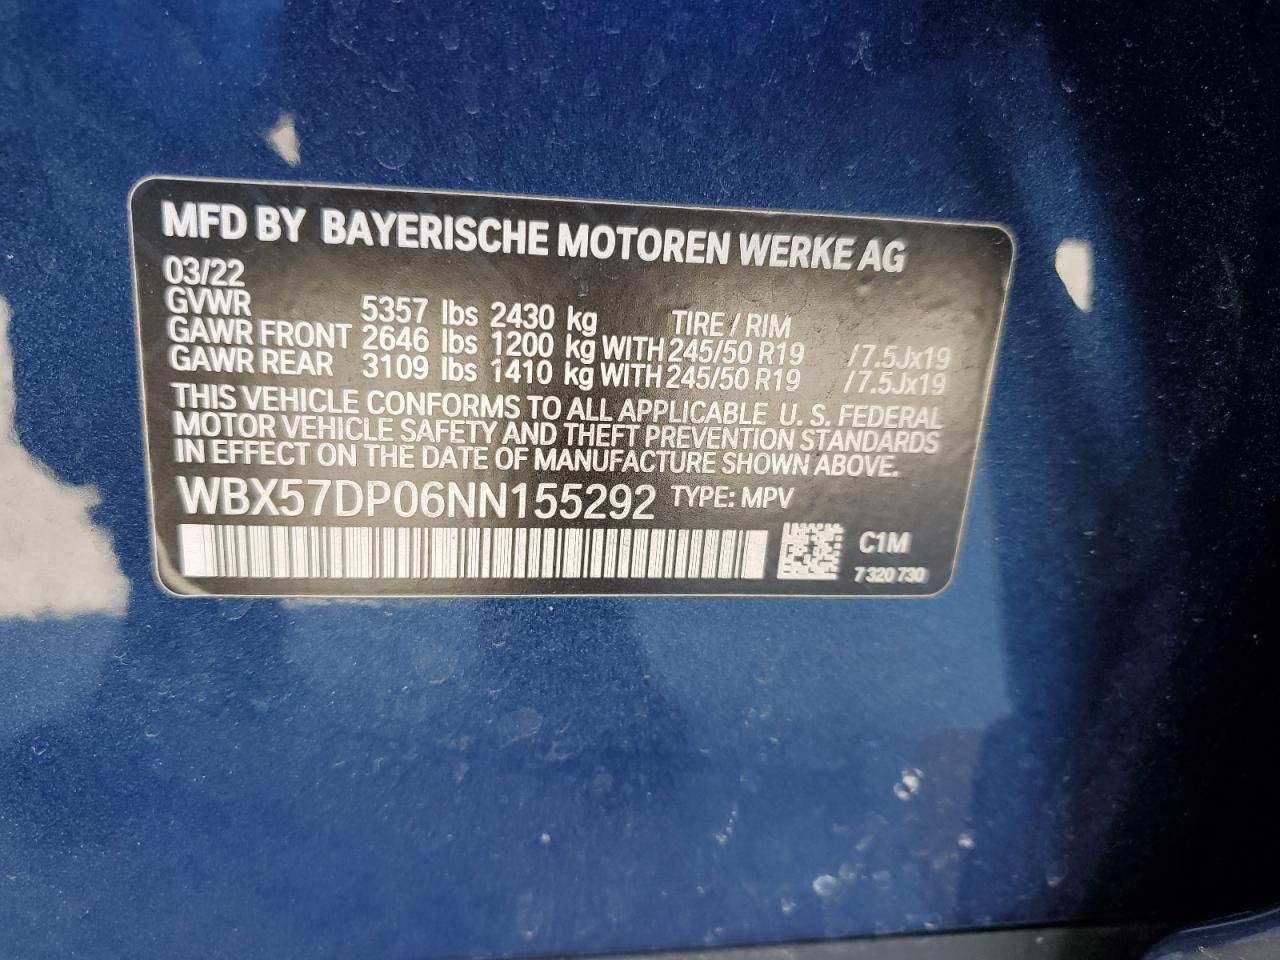 MFD BY BAYERISCHE MOTOREN WERKE AG
03/22
GVWR 5357 lbs 2430 kg TIRE / RIM
GAWR FRONT 2646 lbs 1200 kg WITH 245/50 R19 /7.5Jx19
GAWR REAR 3109 lbs 1410 kg WITH 245/50 R19 /7.5Jx19
THIS VEHICLE CONFORMS TO ALL APPLICABLE U. S. FEDERAL
MOTOR VEHICLE SAFETY AND THEFT PREVENTION STANDARDS
IN EFFECT ON THE DATE OF MANUFACTURE SHOWN ABOVE.
WBX57DP06NN155292 TYPE: MPV
C1M
7 320 730